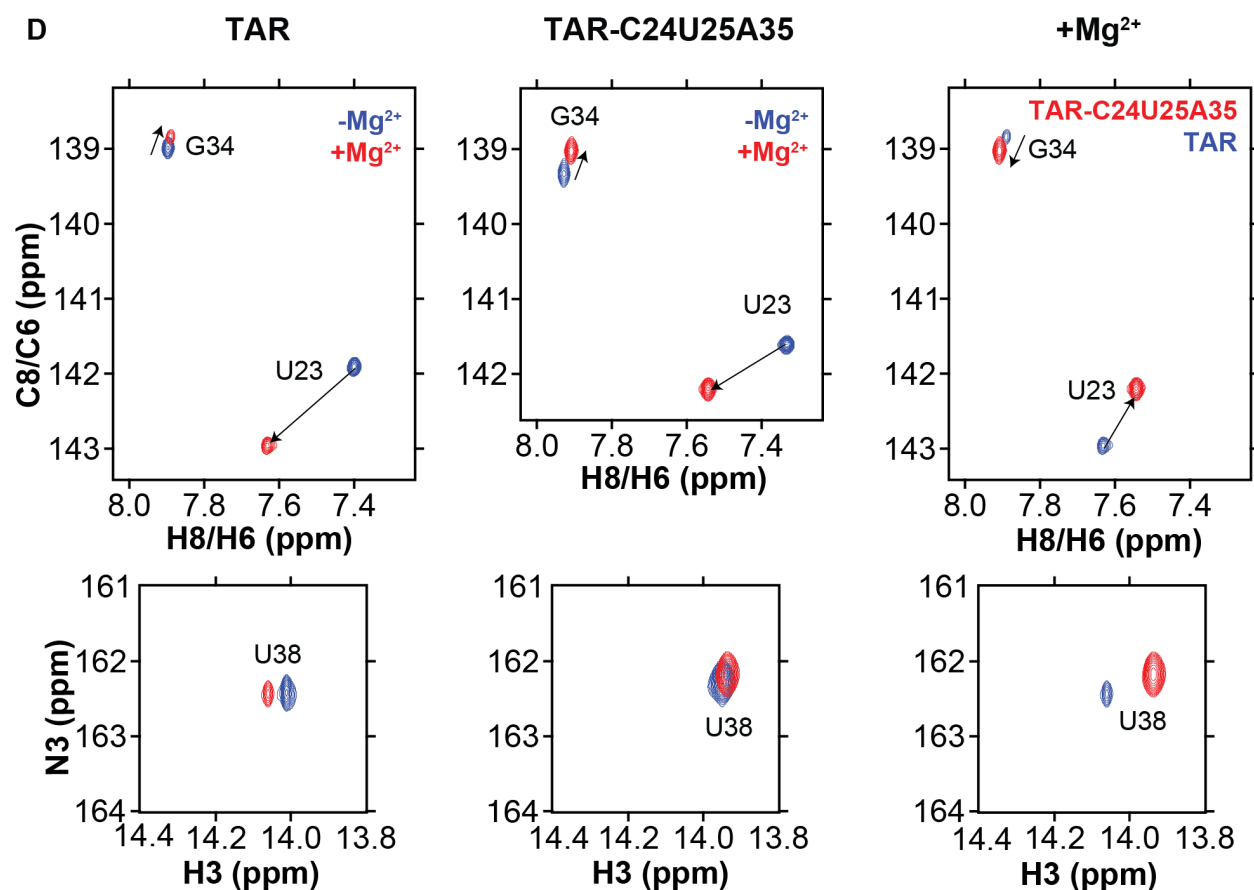 D
TAR
TAR-C24U25A35
+Mg²⁺
C8/C6 (ppm)
139
140
141
142
143
-Mg²⁺
+Mg²⁺
G34
U23
8.0 7.8 7.6 7.4
H8/H6 (ppm)
139
140
141
142
G34
-Mg²⁺
+Mg²⁺
U23
8.0 7.8 7.6 7.4
H8/H6 (ppm)
139
140
141
142
143
TAR-C24U25A35
TAR
G34
U23
8.0 7.8 7.6 7.4
H8/H6 (ppm)
N3 (ppm)
161
162
163
164
U38
14.4 14.2 14.0 13.8
H3 (ppm)
161
162
163
164
U38
14.4 14.2 14.0 13.8
H3 (ppm)
161
162
163
164
U38
14.4 14.2 14.0 13.8
H3 (ppm)